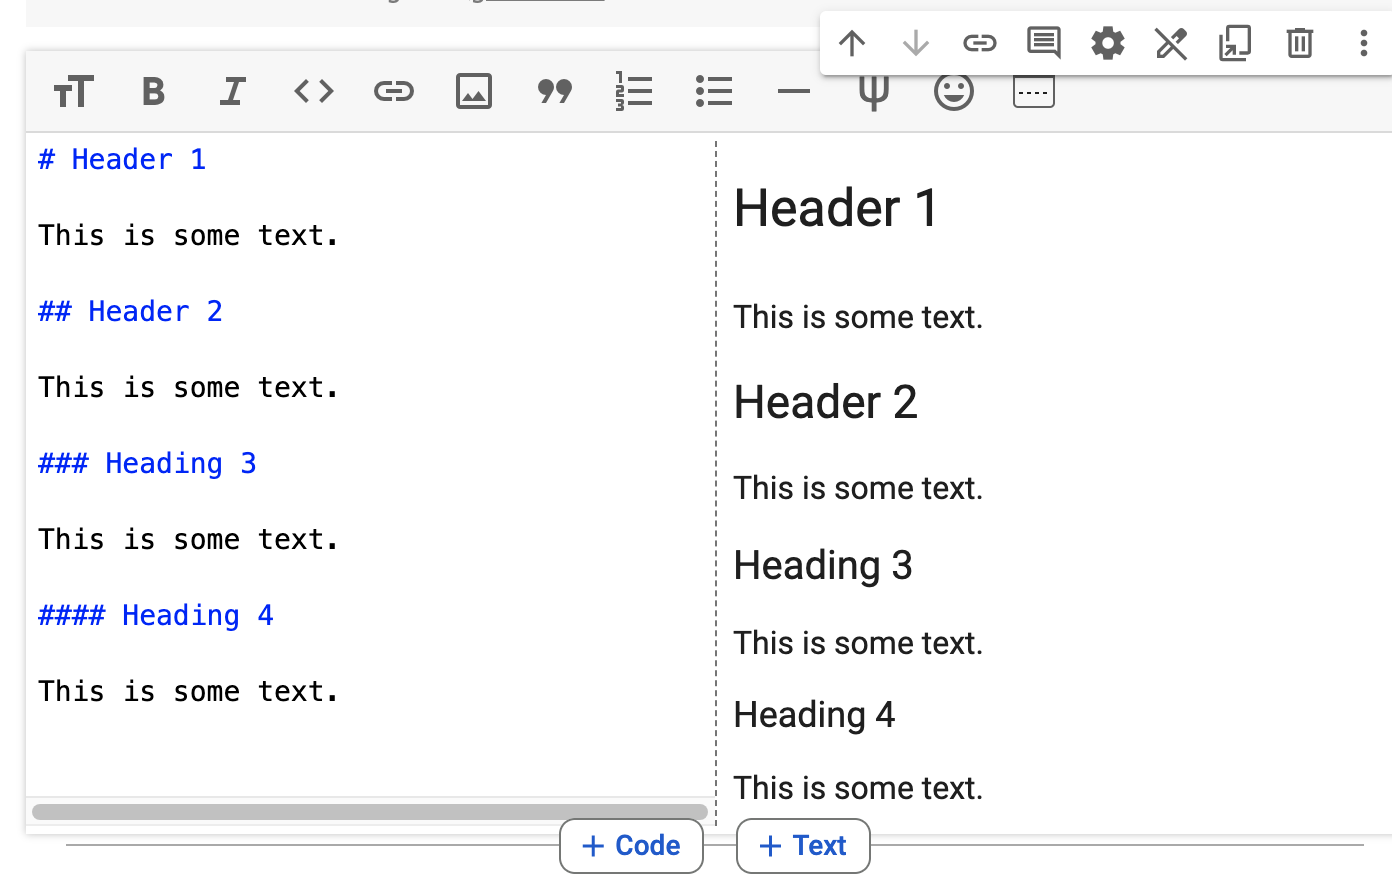 # Header 1
This is some text.
## Header 2
This is some text.
### Heading 3
This is some text.
#### Heading 4
This is some text.
Header 1
This is some text.
Header 2
This is some text.
Heading 3
This is some text.
Heading 4
This is some text.
+ Code
+ Text